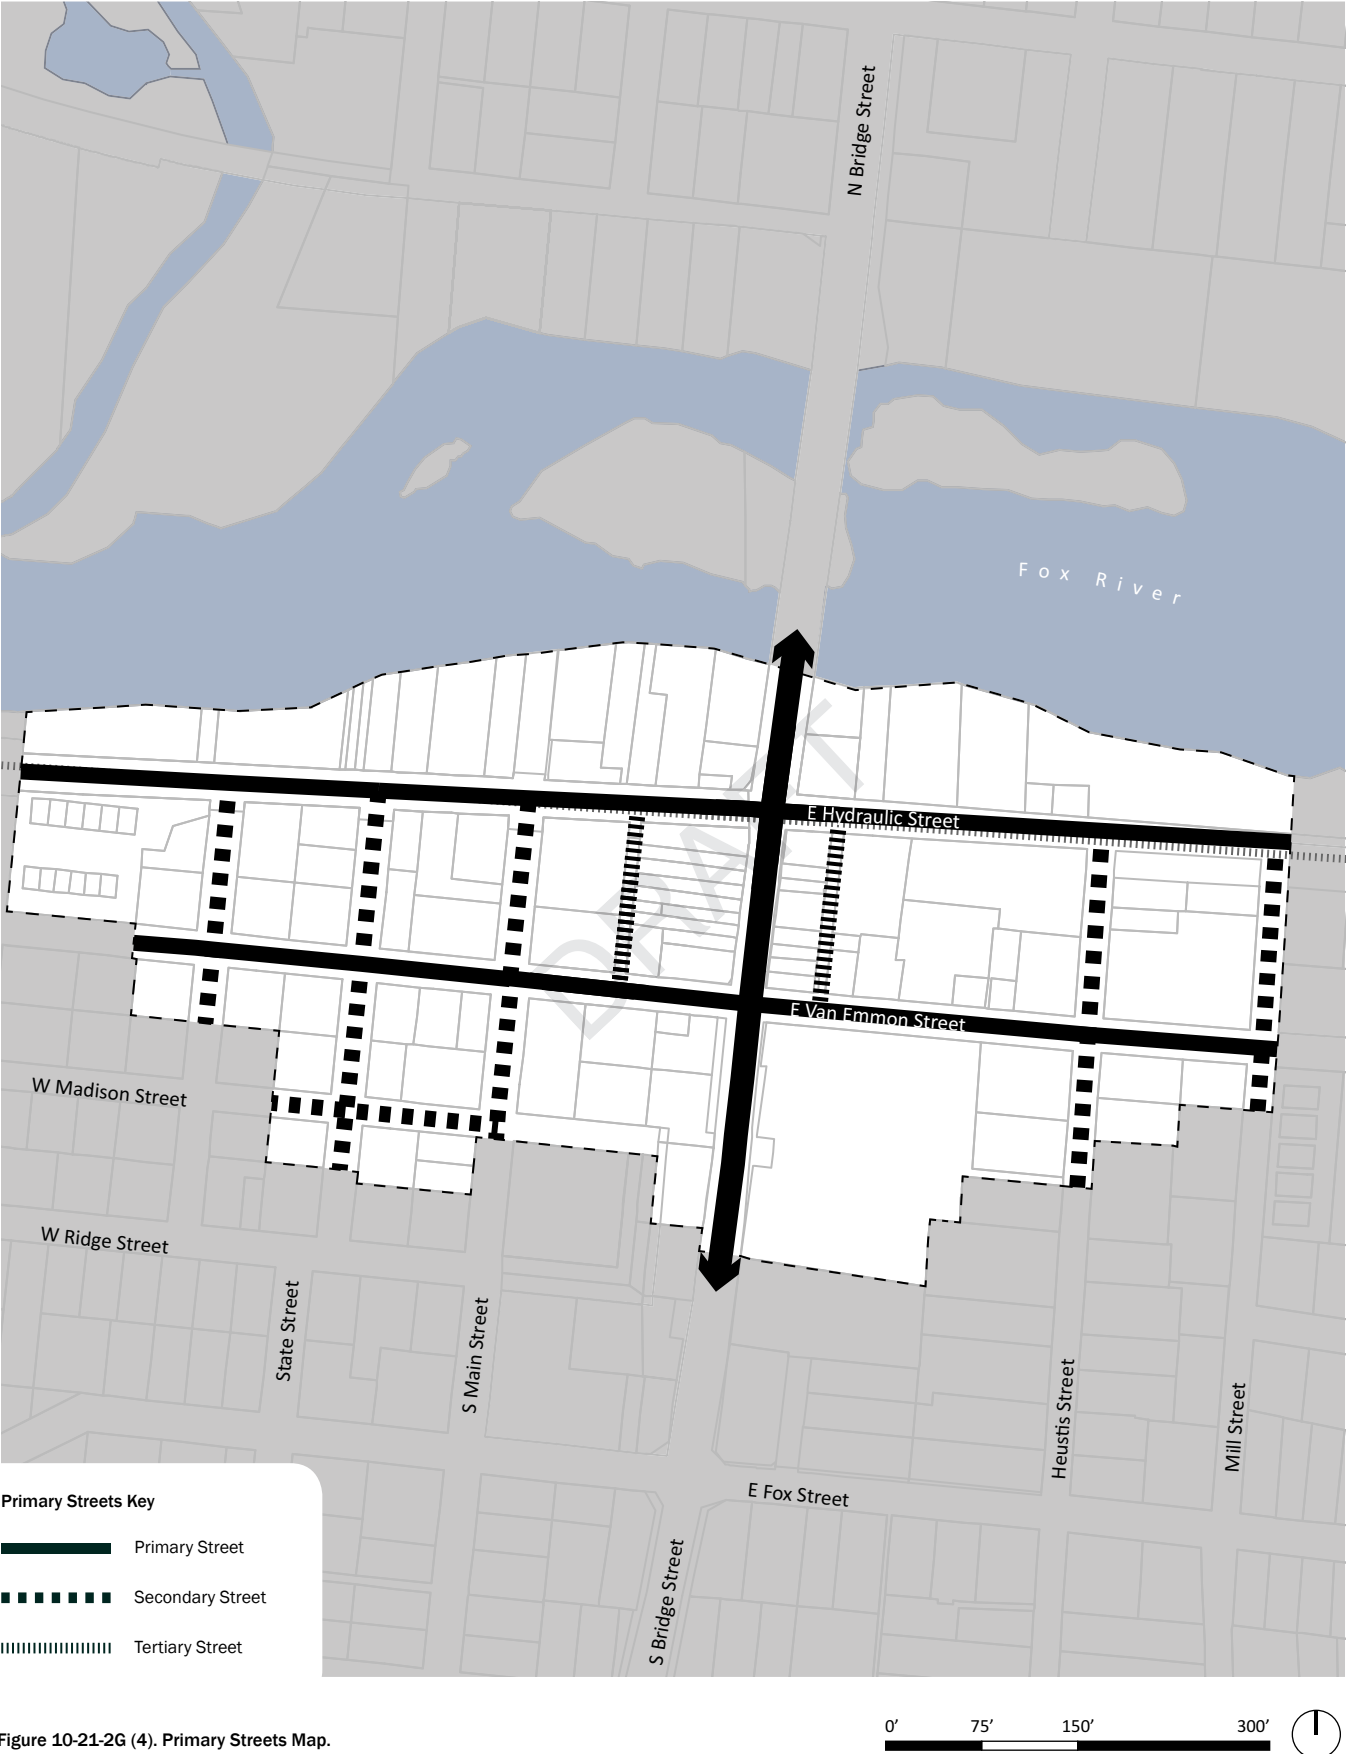 N Bridge Street
Fox River
DRAFT
E Hydraulic Street
E Van Emmon Street
W Madison Street
W Ridge Street
State Street
S Main Street
Heustis Street
Mill Street
E Fox Street
S Bridge Street
Primary Streets Key
Primary Street
Secondary Street
Tertiary Street
Figure 10-21-2G (4). Primary Streets Map.
0' 75' 150' 300'